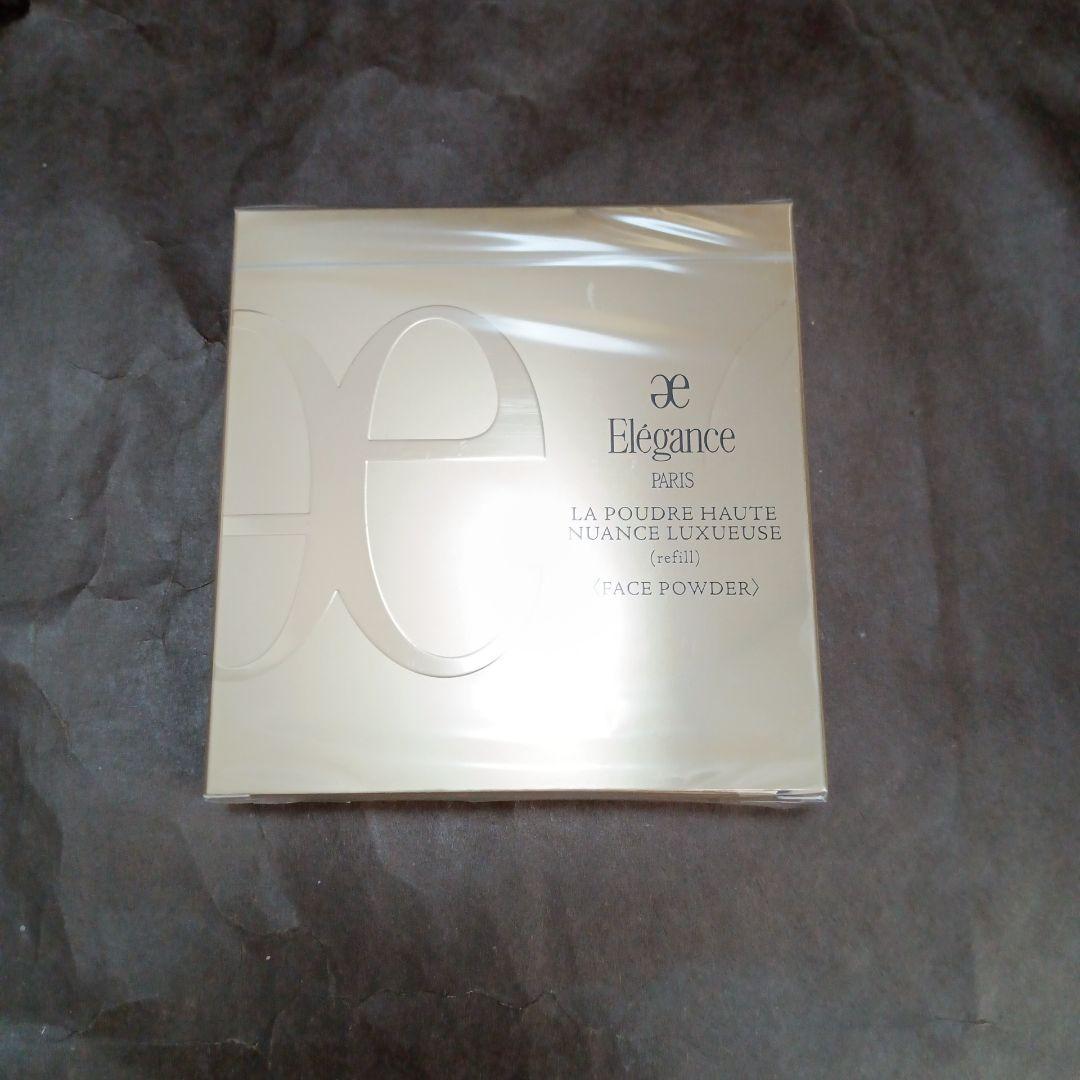 æ
Elégance
PARIS
LA POUDRE HAUTE
NUANCE LUXUEUSE
(refill)
〈FACE POWDER〉